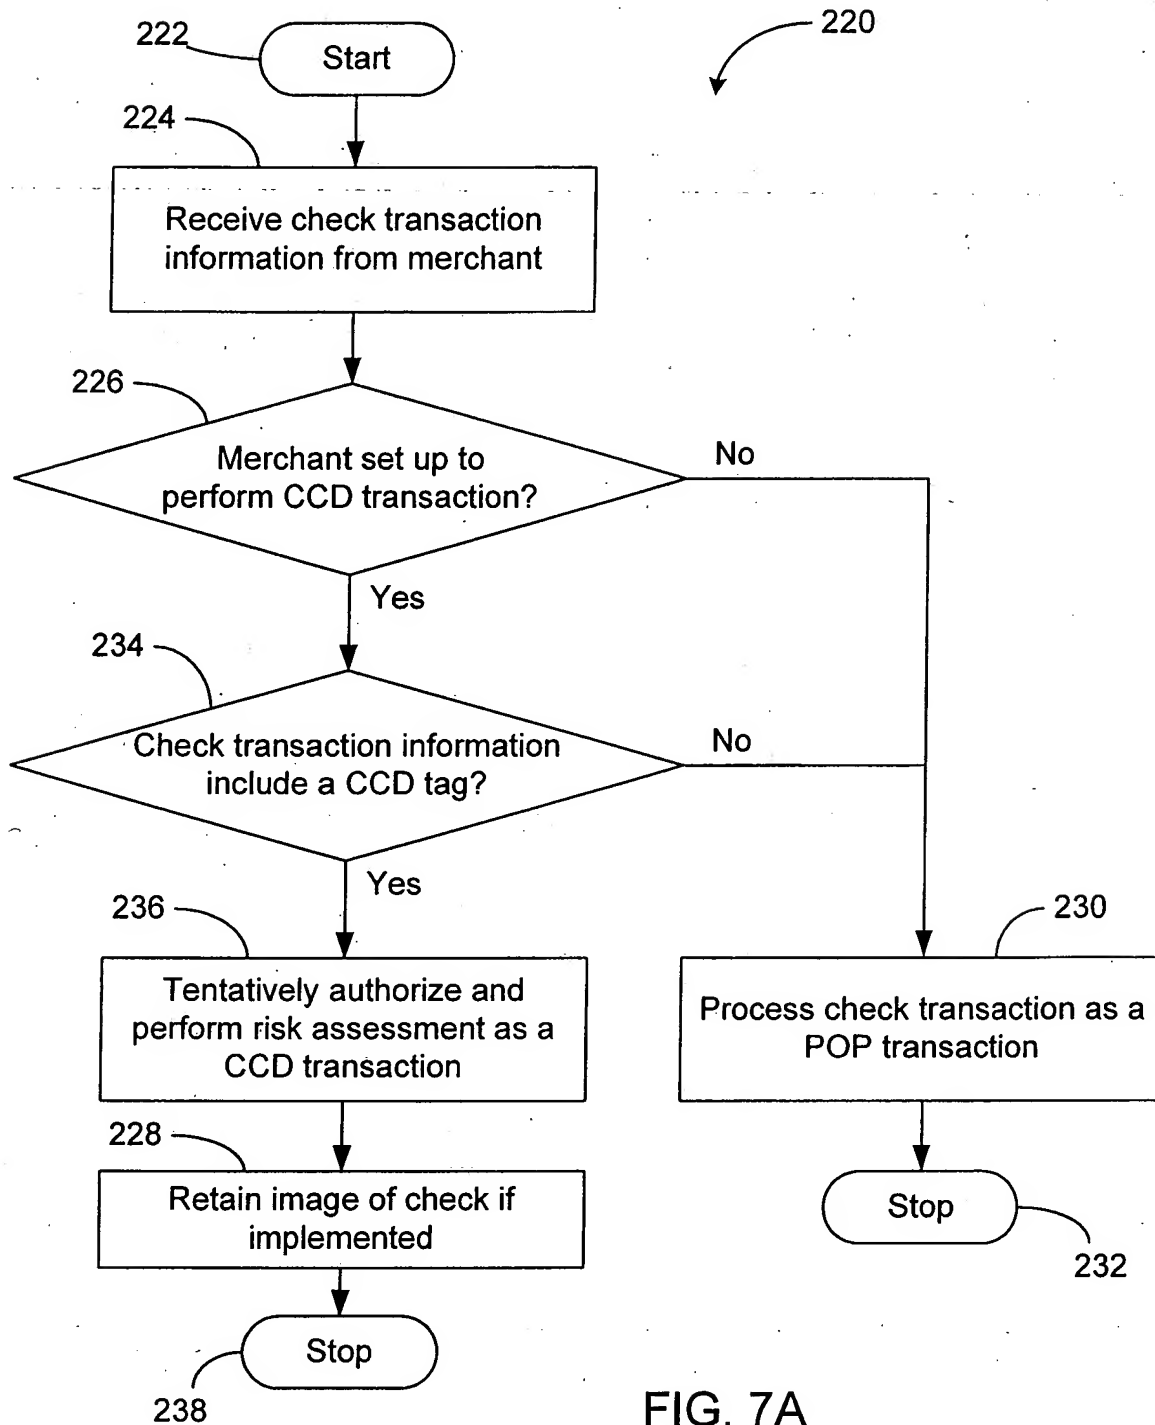 220
222
Start
224
Receive check transaction
information from merchant
226
Merchant set up to
perform CCD transaction?
No
Yes
234
Check transaction information
include a CCD tag?
No
Yes
236
Tentatively authorize and
perform risk assessment as a
CCD transaction
230
Process check transaction as a
POP transaction
228
Retain image of check if
implemented
Stop
232
Stop
238
FIG. 7A